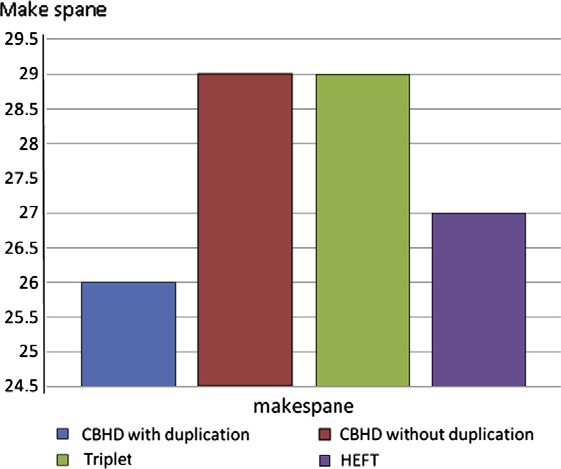 Make spane
29.5
29
28.5
28
27.5
27
26.5
26
25.5
25
24.5
makespane
CBHD with duplication
CBHD without duplication
Triplet
HEFT